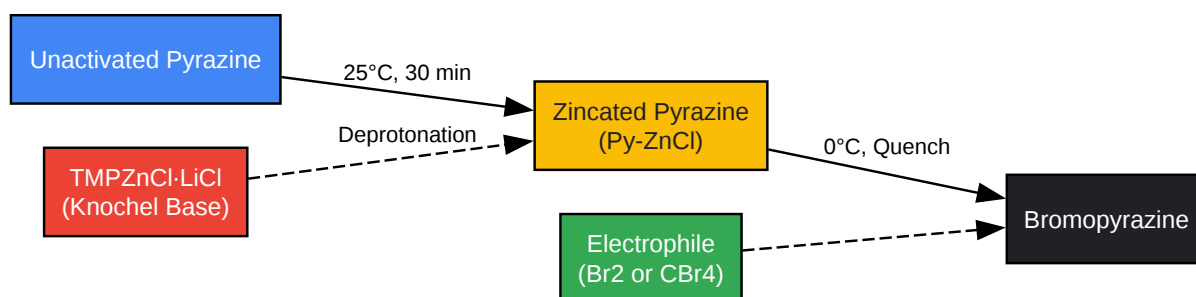 Unactivated Pyrazine
25°C, 30 min
Deprotonation
TMPZnCl·LiCl
(Knochel Base)
Zincated Pyrazine
(Py-ZnCl)
0°C, Quench
Electrophile
(Br2 or CBr4)
Bromopyrazine